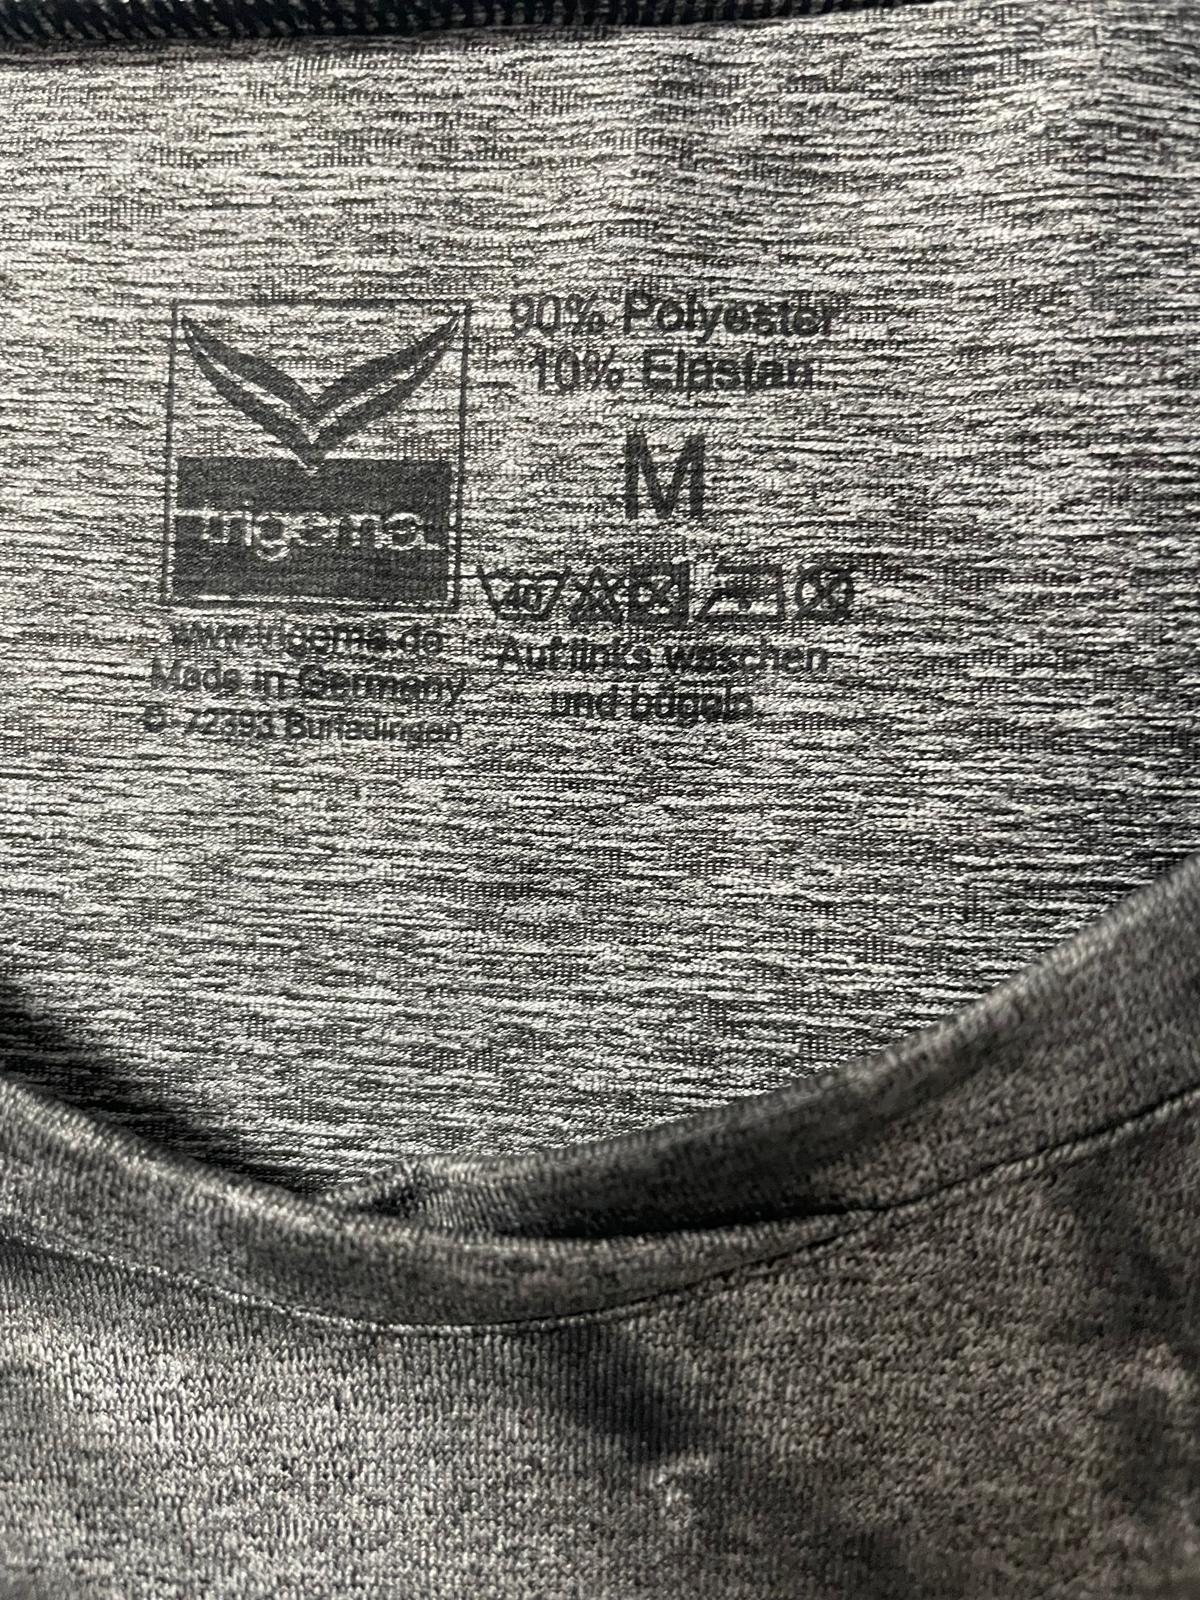 trigema.
www.trigema.de
Made in Germany
D-72393 Burladingen
90% Polyester
10% Elastan
M
40
Auf links waschen
und bügeln